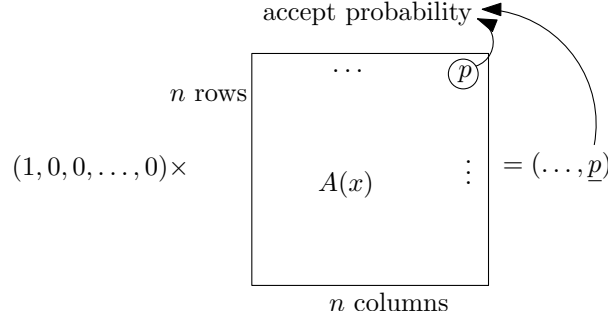 accept probability
... p
n rows
(1, 0, 0, ..., 0)× A(x) ⋮ = (..., p)
n columns